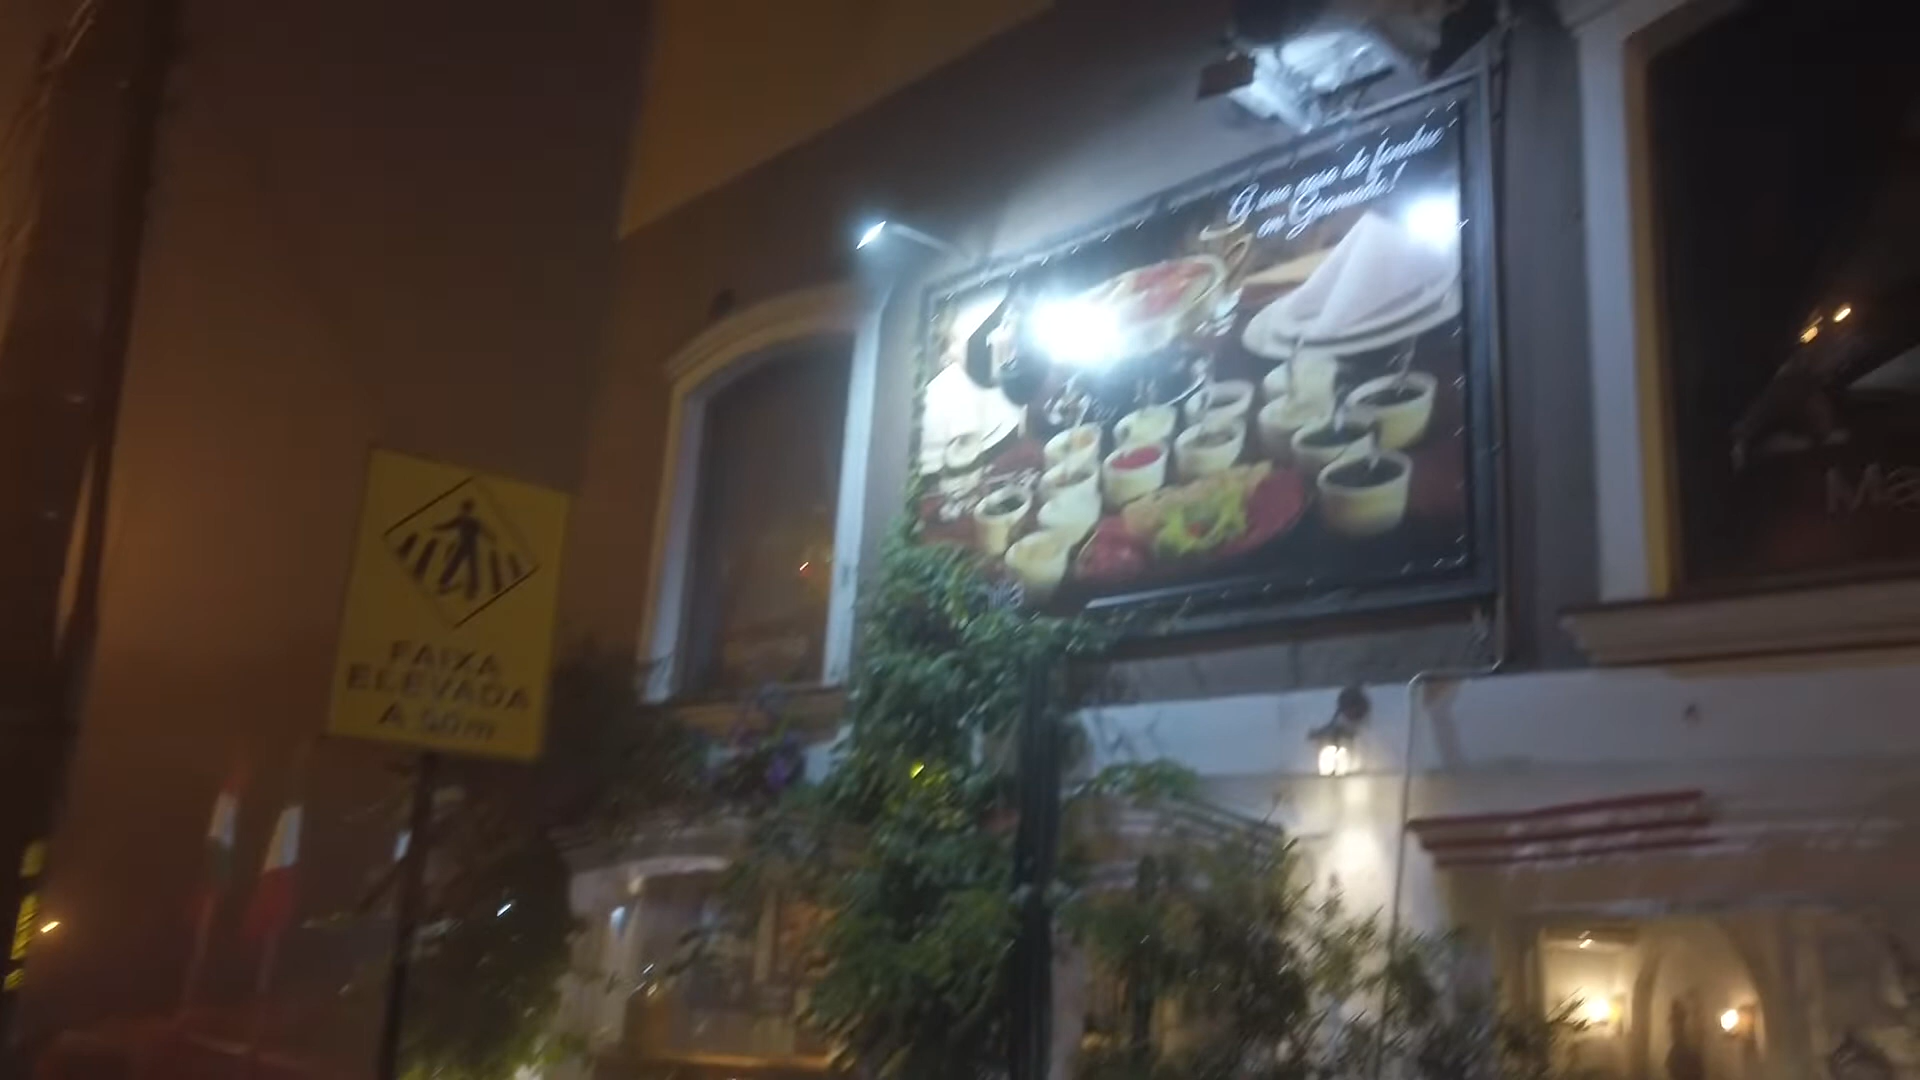 A sua casa de fondue
em Gramado!
FAIXA
ELEVADA
A 50m